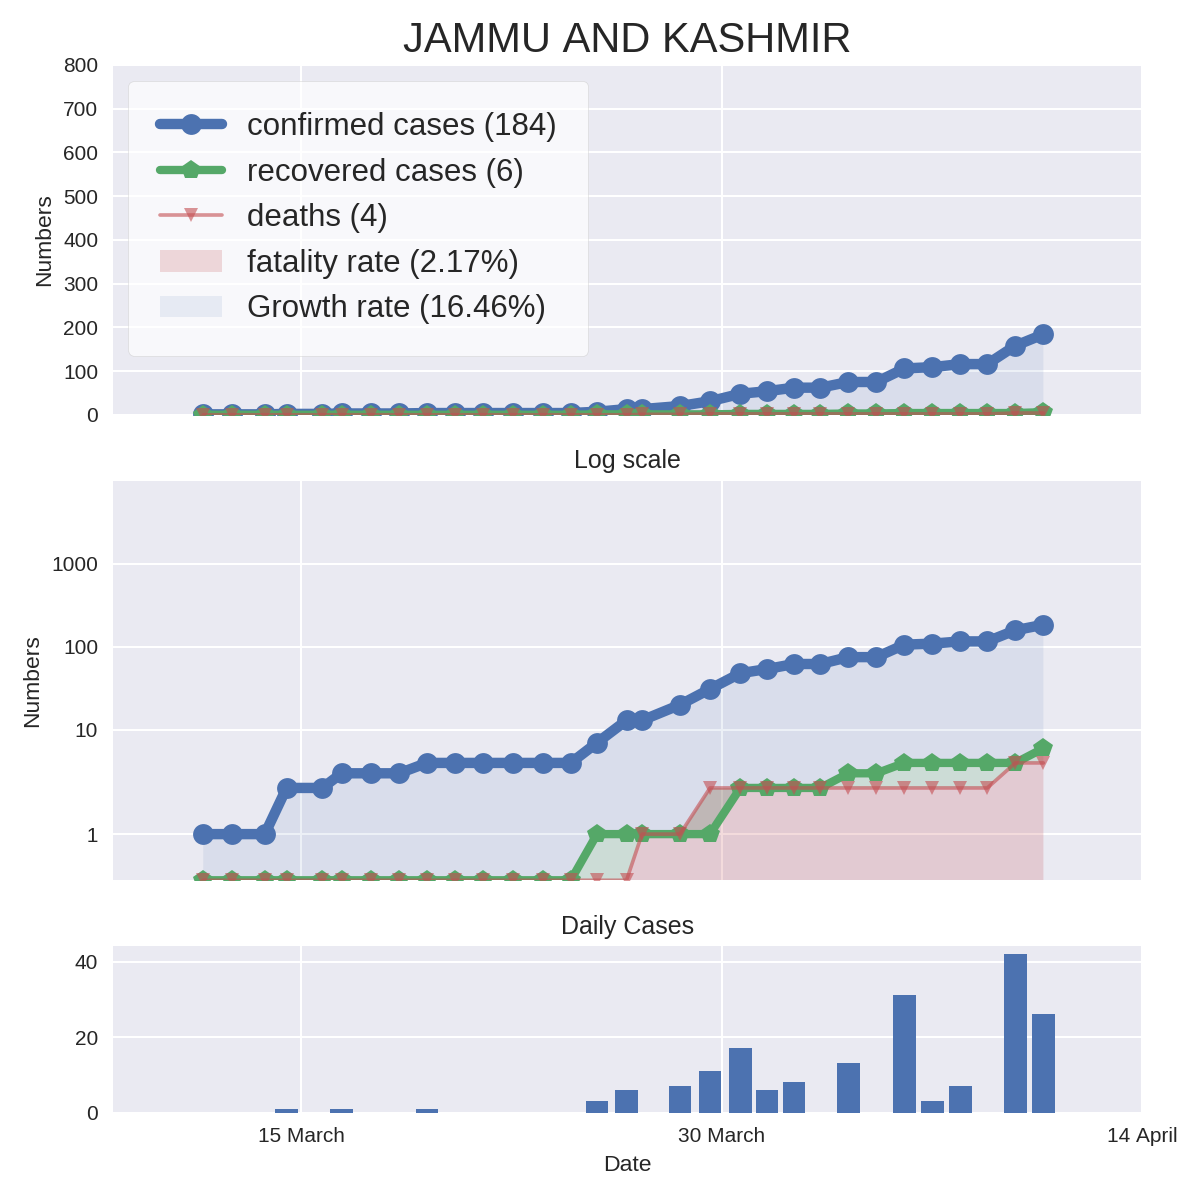 JAMMU AND KASHMIR
800
700
600
500
400
300
200
100
0
Numbers
confirmed cases (184)
recovered cases (6)
deaths (4)
fatality rate (2.17%)
Growth rate (16.46%)
Log scale
1000
100
10
1
Numbers
Daily Cases
40
20
0
15 March
30 March
14 April
Date